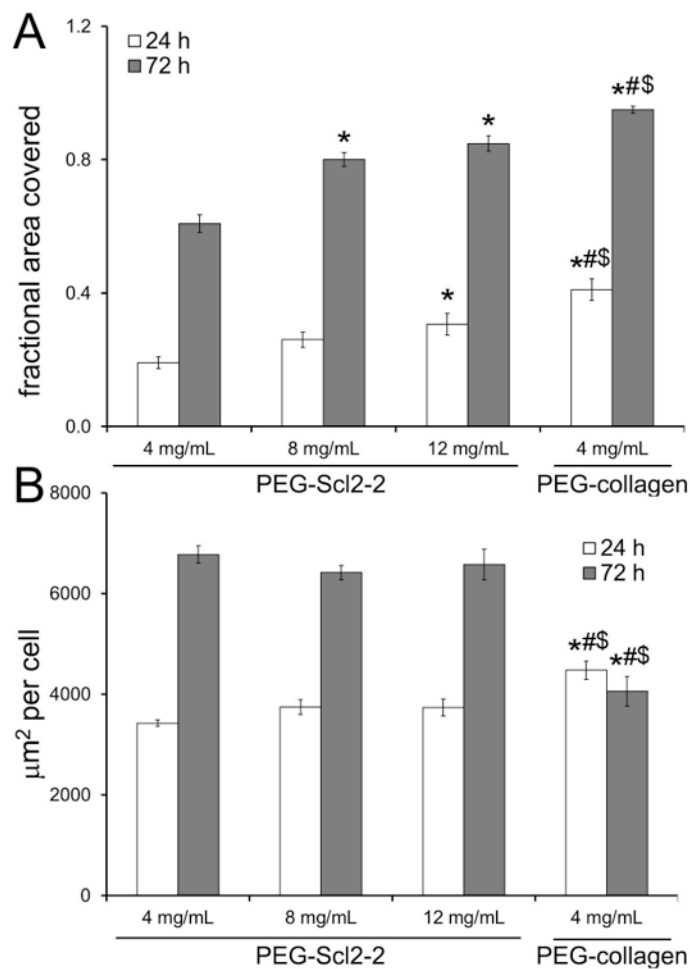 A
1.2
24 h
72 h
*#$
*
*
0.8
fractional area covered
*#$
*
0.4
0.0
4 mg/mL
8 mg/mL
12 mg/mL
4 mg/mL
PEG-Scl2-2
PEG-collagen
B
8000
24 h
72 h
6000
*#$
*#$
μm² per cell
4000
2000
0
4 mg/mL
8 mg/mL
12 mg/mL
4 mg/mL
PEG-Scl2-2
PEG-collagen